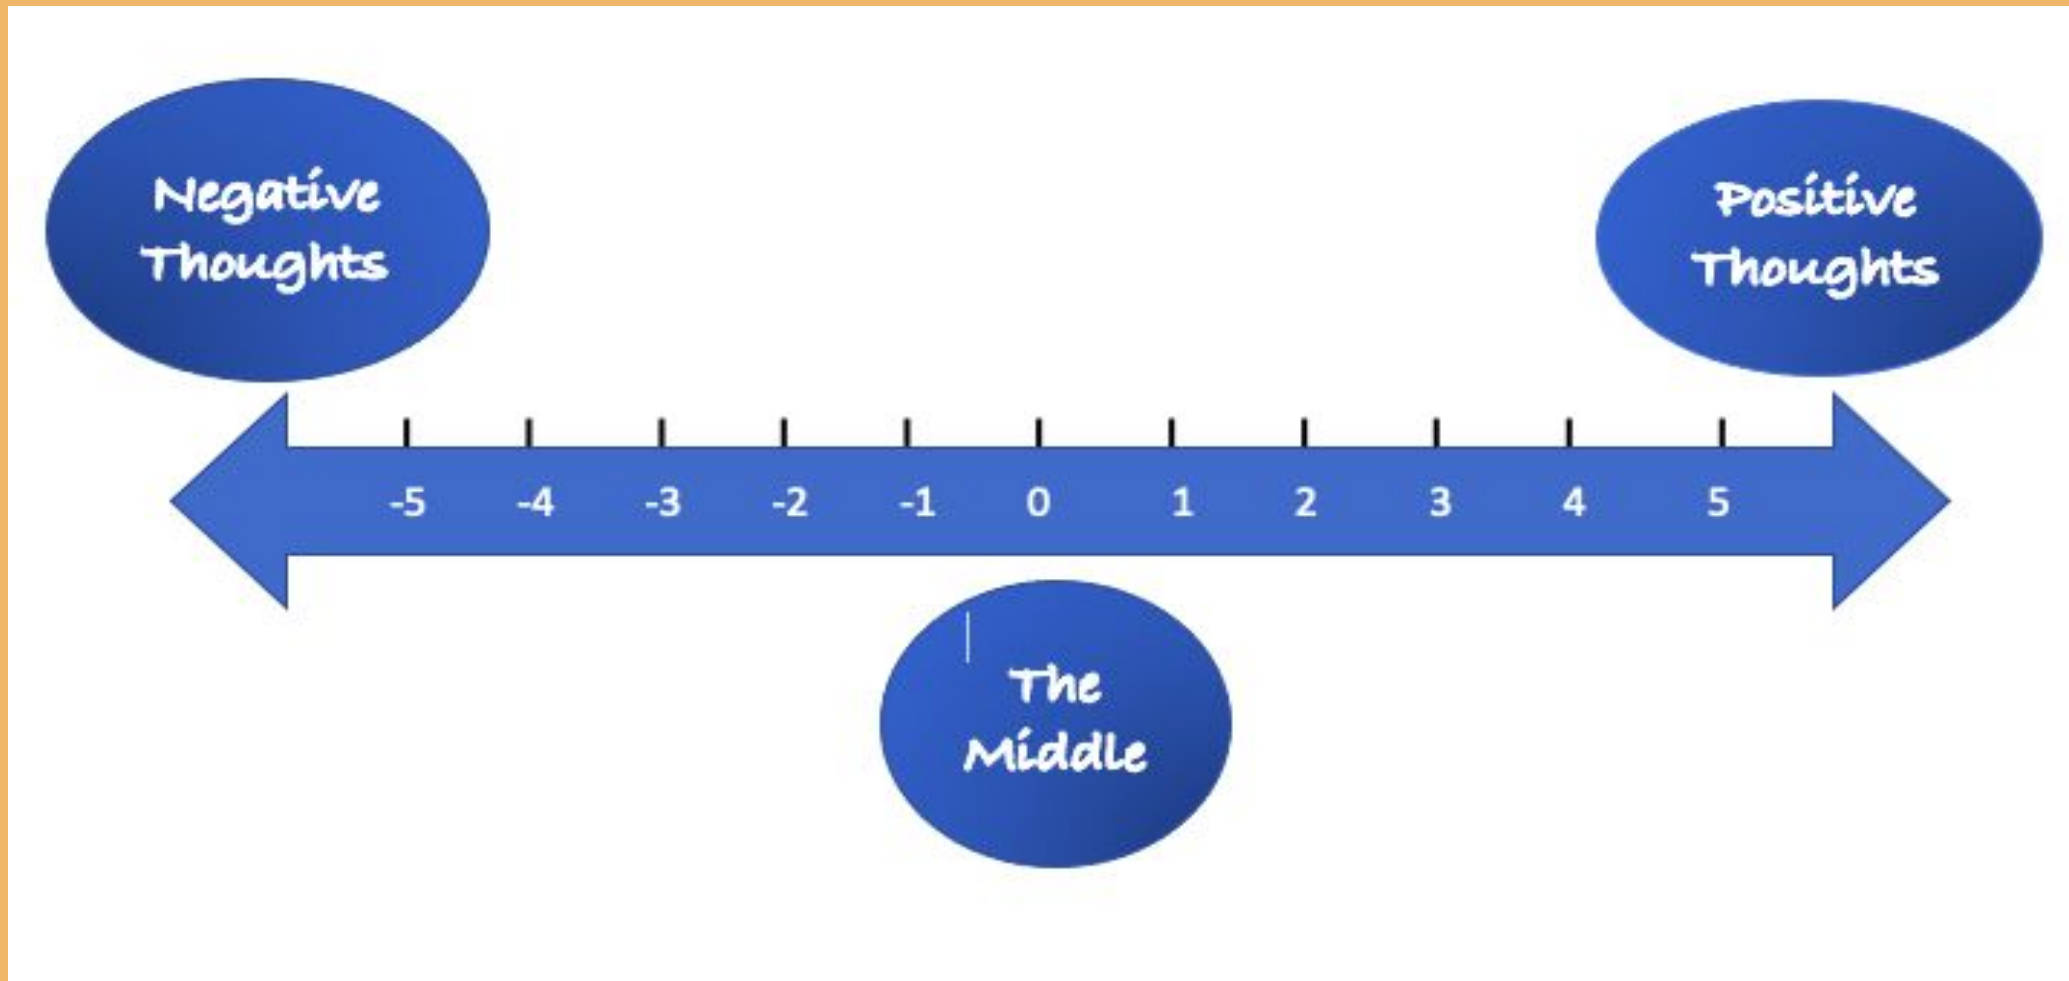 Negative
Thoughts
Positive
Thoughts
-5 -4 -3 -2 -1 0 1 2 3 4 5
The
Middle